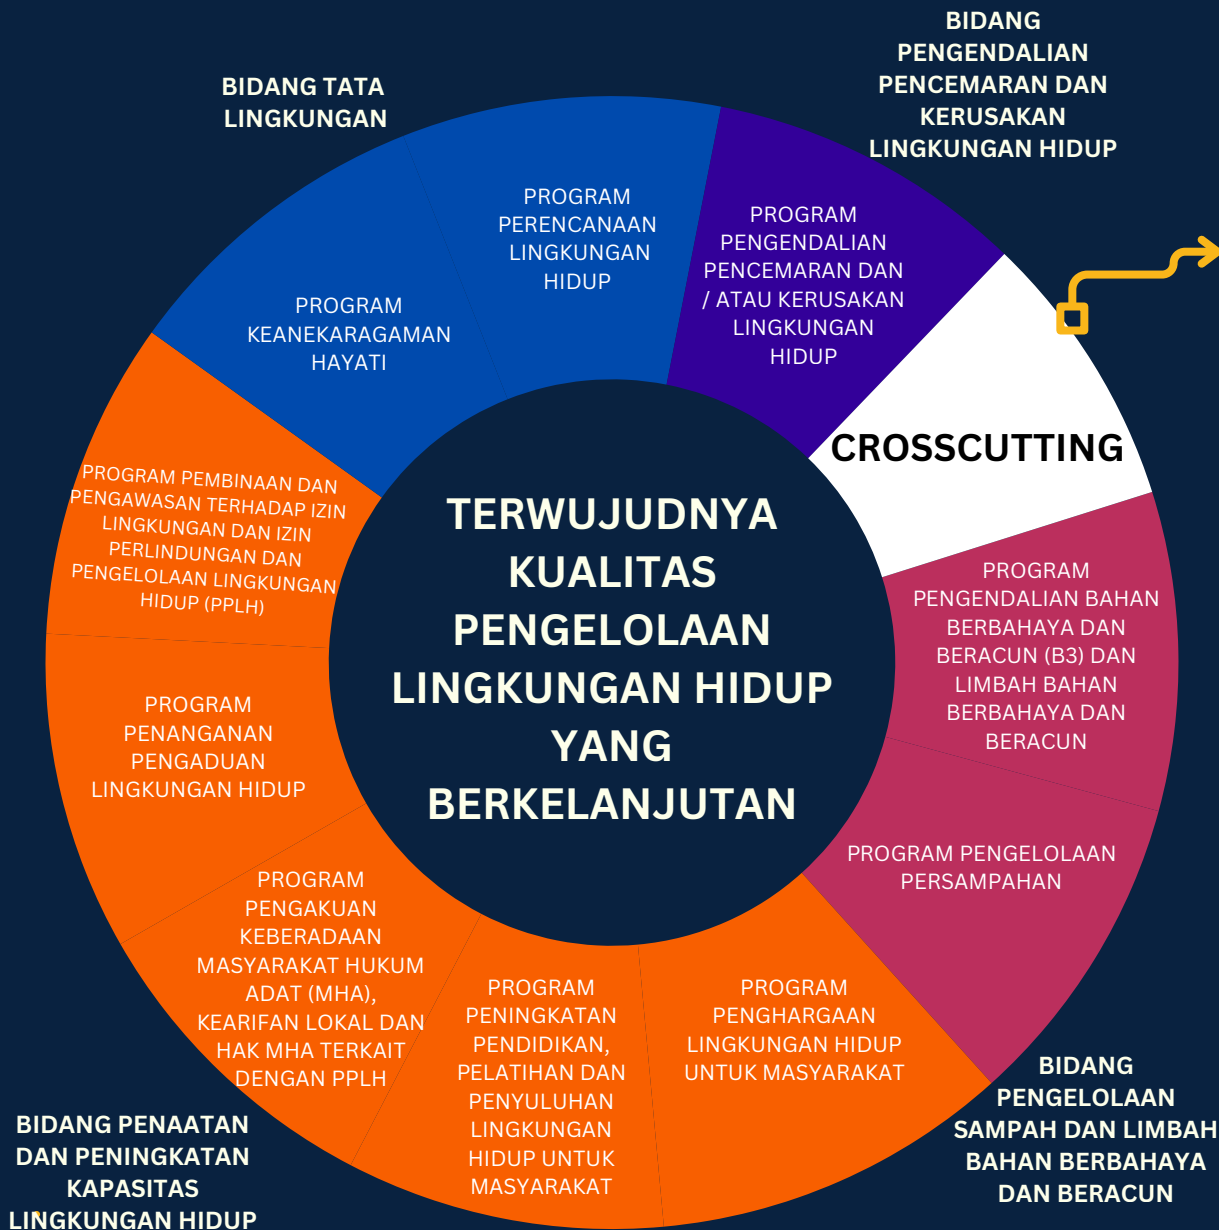 BIDANG
PENGENDALIAN
PENCEMARAN DAN
KERUSAKAN
LINGKUNGAN HIDUP
BIDANG TATA
LINGKUNGAN
PROGRAM
PERENCANAAN
LINGKUNGAN
HIDUP
PROGRAM
PENGENDALIAN
PENCEMARAN DAN
/ ATAU KERUSAKAN
LINGKUNGAN
HIDUP
PROGRAM
KEANEKARAGAMAN
HAYATI
CROSSCUTTING
PROGRAM PEMBINAAN DAN
PENGAWASAN TERHADAP IZIN
LINGKUNGAN DAN IZIN
PERLINDUNGAN DAN
PENGELOLAAN LINGKUNGAN
HIDUP (PPLH)
TERWUJUDNYA
KUALITAS
PENGELOLAAN
LINGKUNGAN HIDUP
YANG
BERKELANJUTAN
PROGRAM
PENGENDALIAN BAHAN
BERBAHAYA DAN
BERACUN (B3) DAN
LIMBAH BAHAN
BERBAHAYA DAN
BERACUN
PROGRAM
PENANGANAN
PENGADUAN
LINGKUNGAN HIDUP
PROGRAM PENGELOLAAN
PERSAMPAHAN
PROGRAM
PENGAKUAN
KEBERADAAN
MASYARAKAT HUKUM
ADAT (MHA),
KEARIFAN LOKAL DAN
HAK MHA TERKAIT
DENGAN PPLH
PROGRAM
PENINGKATAN
PENDIDIKAN,
PELATIHAN DAN
PENYULUHAN
LINGKUNGAN
HIDUP UNTUK
MASYARAKAT
PROGRAM
PENGHARGAAN
LINGKUNGAN HIDUP
UNTUK MASYARAKAT
BIDANG
PENGELOLAAN
SAMPAH DAN LIMBAH
BAHAN BERBAHAYA
DAN BERACUN
BIDANG PENAATAN
DAN PENINGKATAN
KAPASITAS
LINGKUNGAN HIDUP